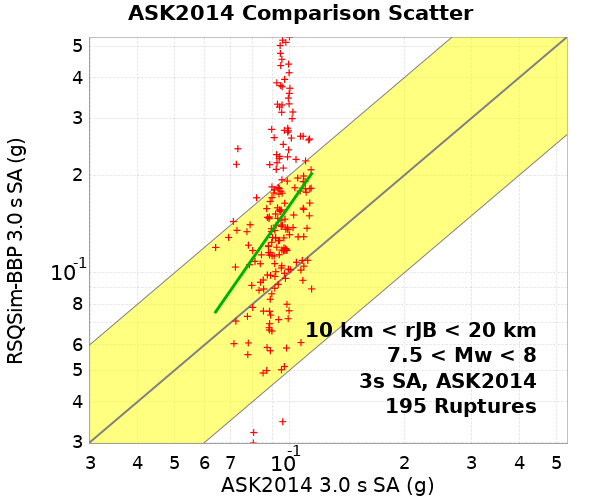 ASK2014 Comparison Scatter
RSQSim-BBP 3.0 s SA (g)
5
4
3
2
10-1
8
6
5
4
3
10 km < rJB < 20 km
7.5 < Mw < 8
3s SA, ASK2014
195 Ruptures
3 4 5 6 7 10-1 2 3 4 5
ASK2014 3.0 s SA (g)